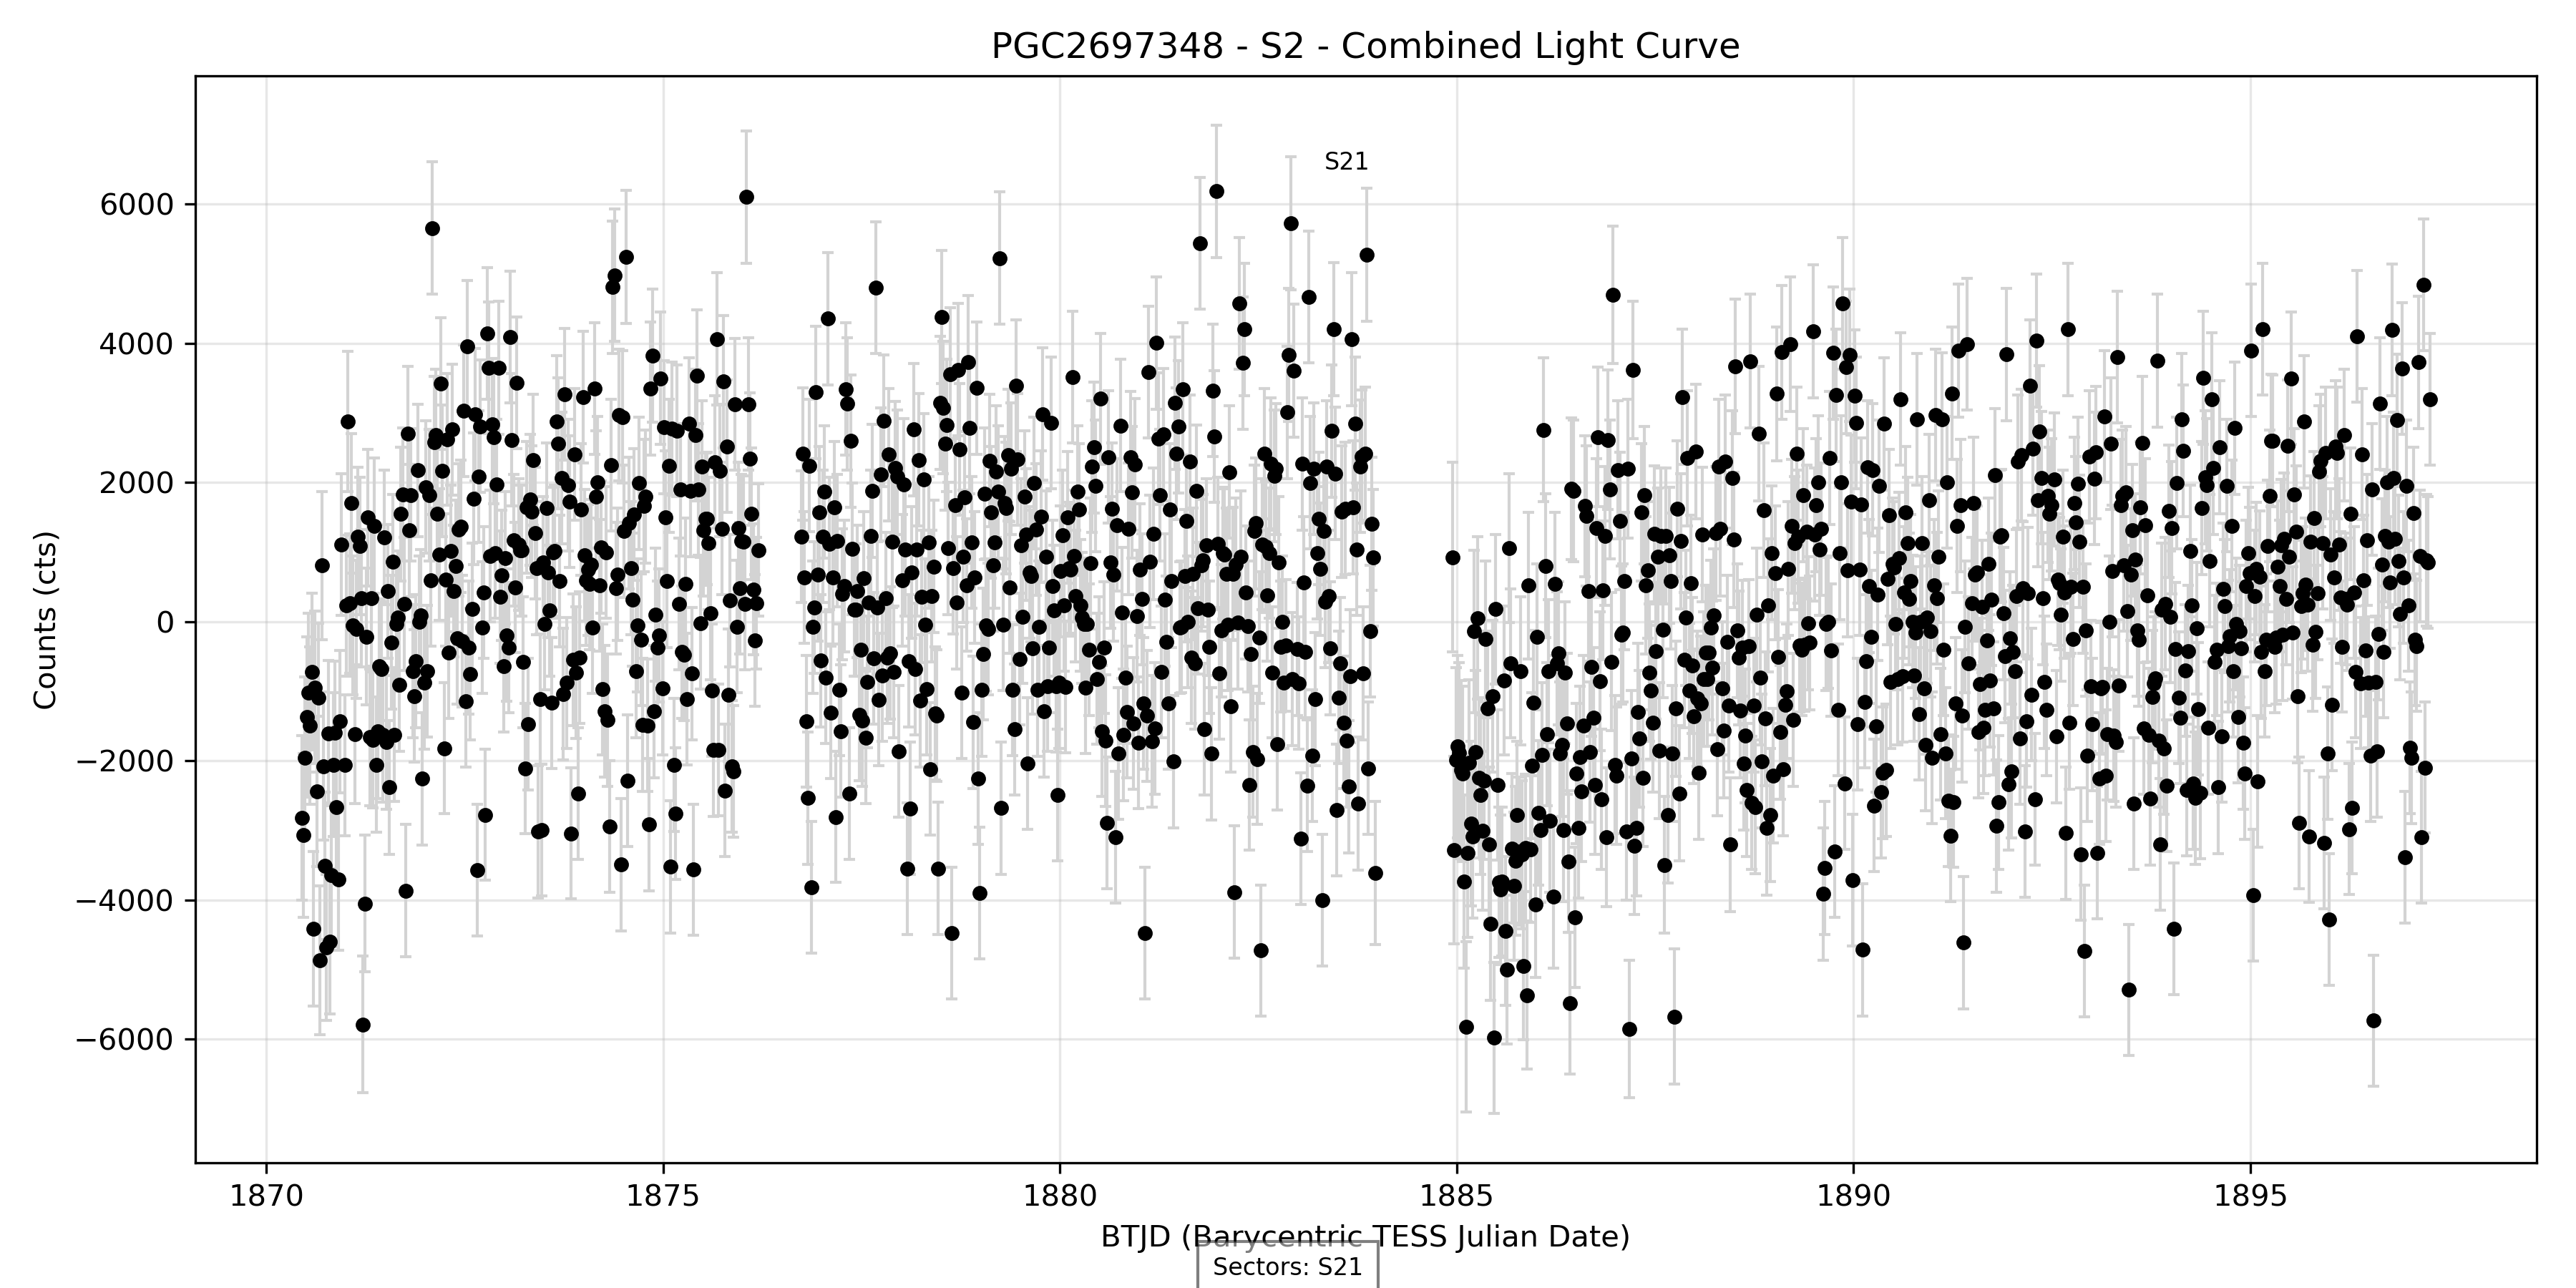 PGC2697348 - S2 - Combined Light Curve
S21
6000
4000
2000
0
−2000
−4000
−6000
Counts (cts)
1870 1875 1880 1885 1890 1895
BTJD (Barycentric TESS Julian Date)
Sectors: S21